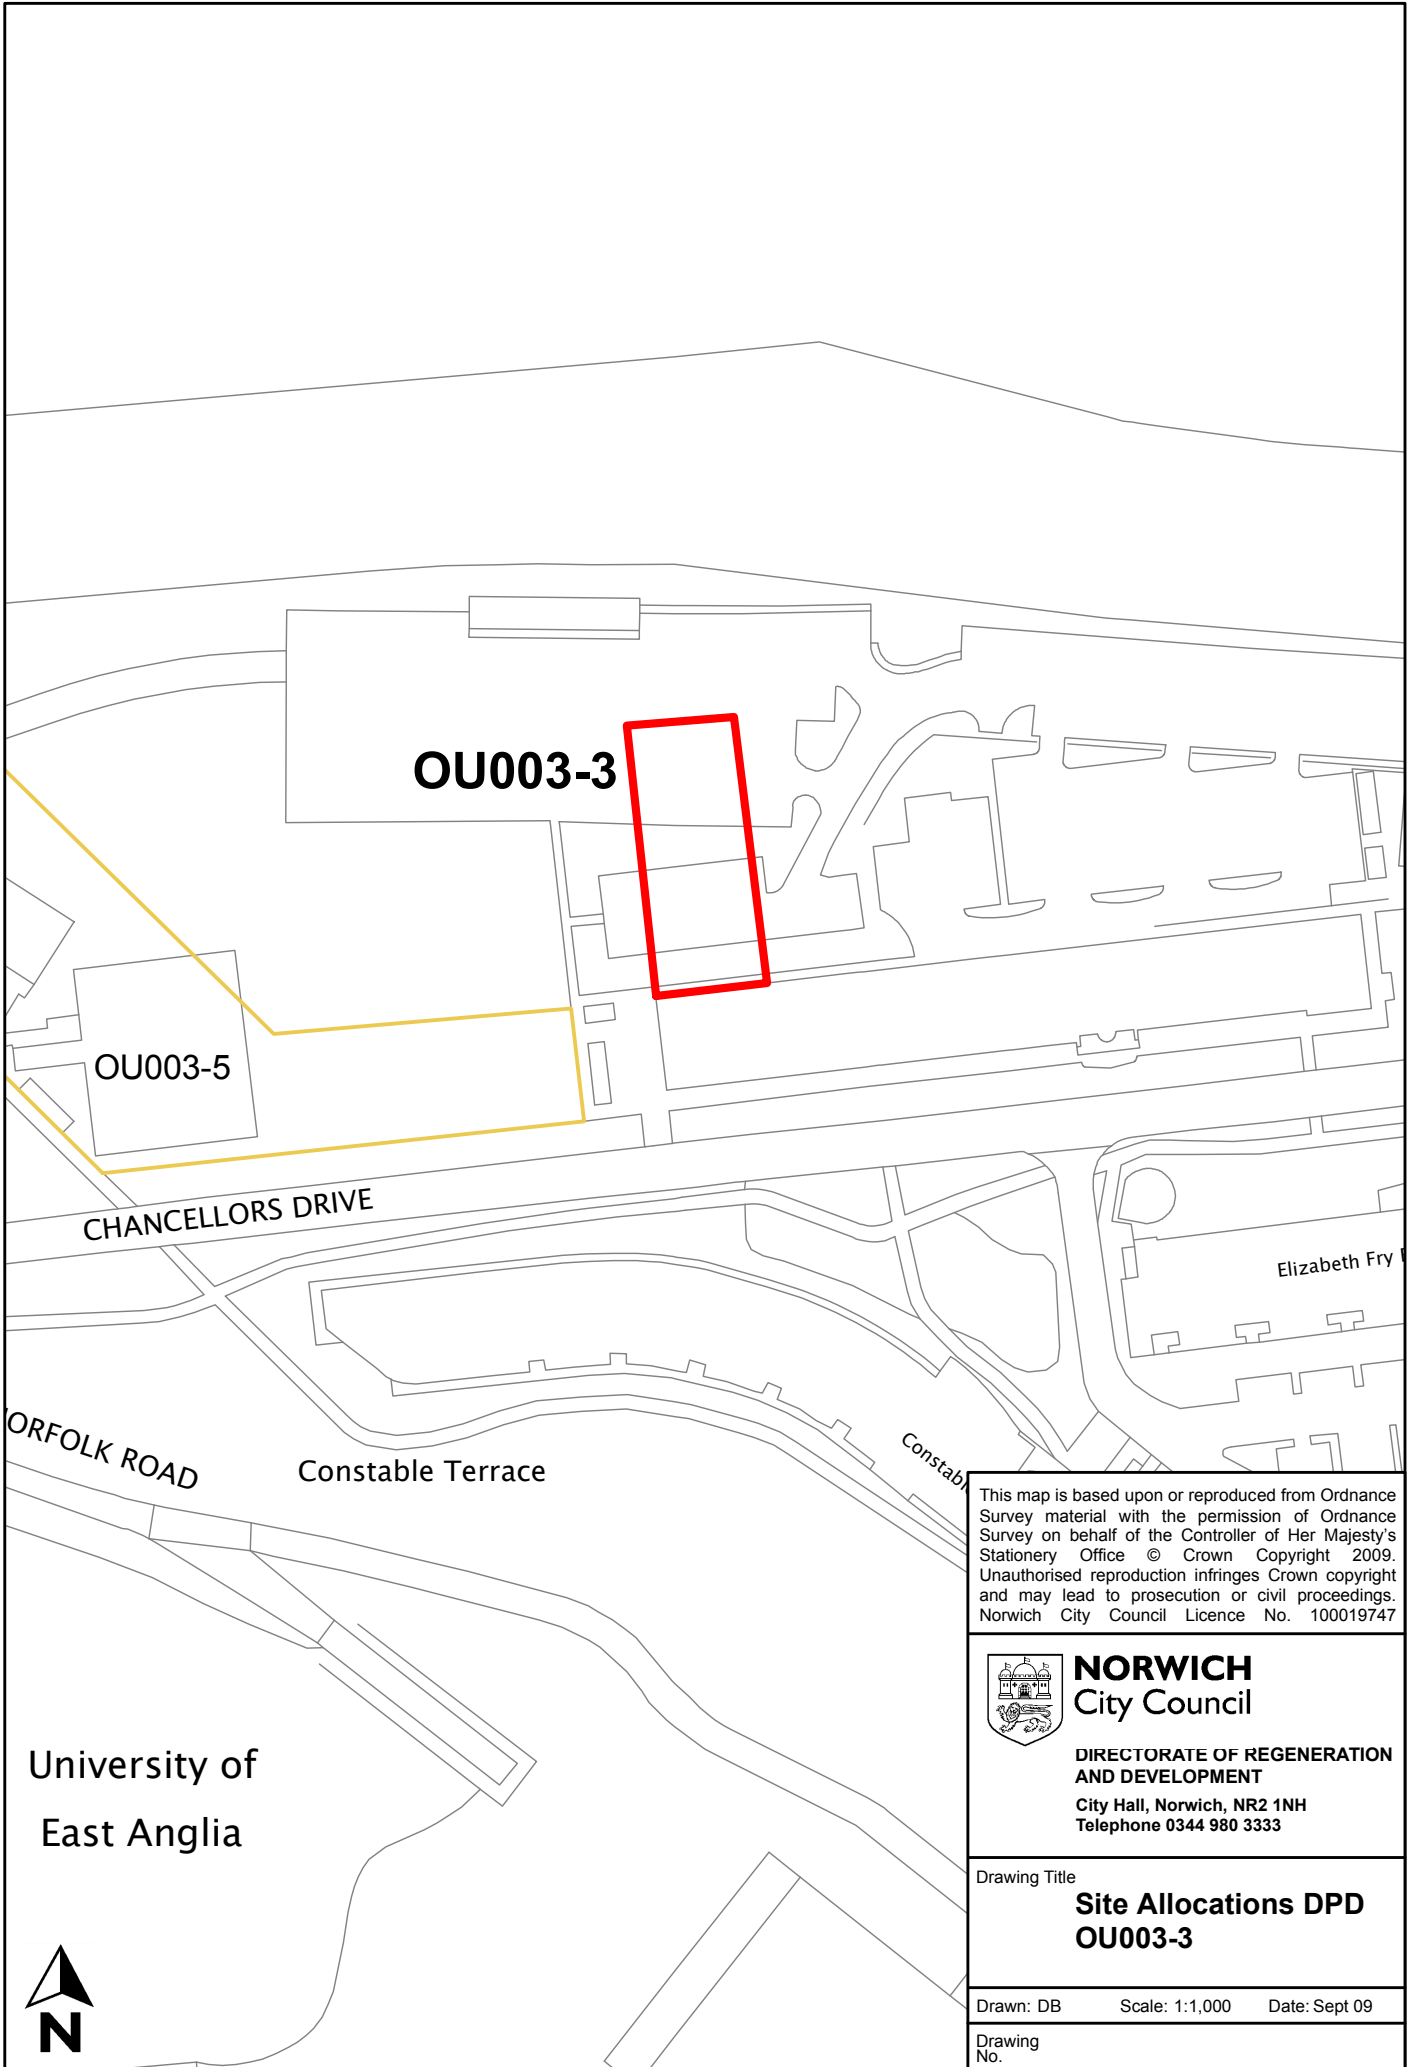 OU003-3
OU003-5
CHANCELLORS DRIVE
Elizabeth Fry
ORFOLK ROAD
Constable Terrace
Constabl
This map is based upon or reproduced from Ordnance
Survey material with the permission of Ordnance
Survey on behalf of the Controller of Her Majesty's
Stationery Office © Crown Copyright 2009.
Unauthorised reproduction infringes Crown copyright
and may lead to prosecution or civil proceedings.
Norwich City Council Licence No. 100019747
NORWICH
City Council
DIRECTORATE OF REGENERATION
AND DEVELOPMENT
City Hall, Norwich, NR2 1NH
Telephone 0344 980 3333
University of
East Anglia
Drawing Title
Site Allocations DPD
OU003-3
Drawn: DB Scale: 1:1,000 Date: Sept 09
Drawing
No.
N